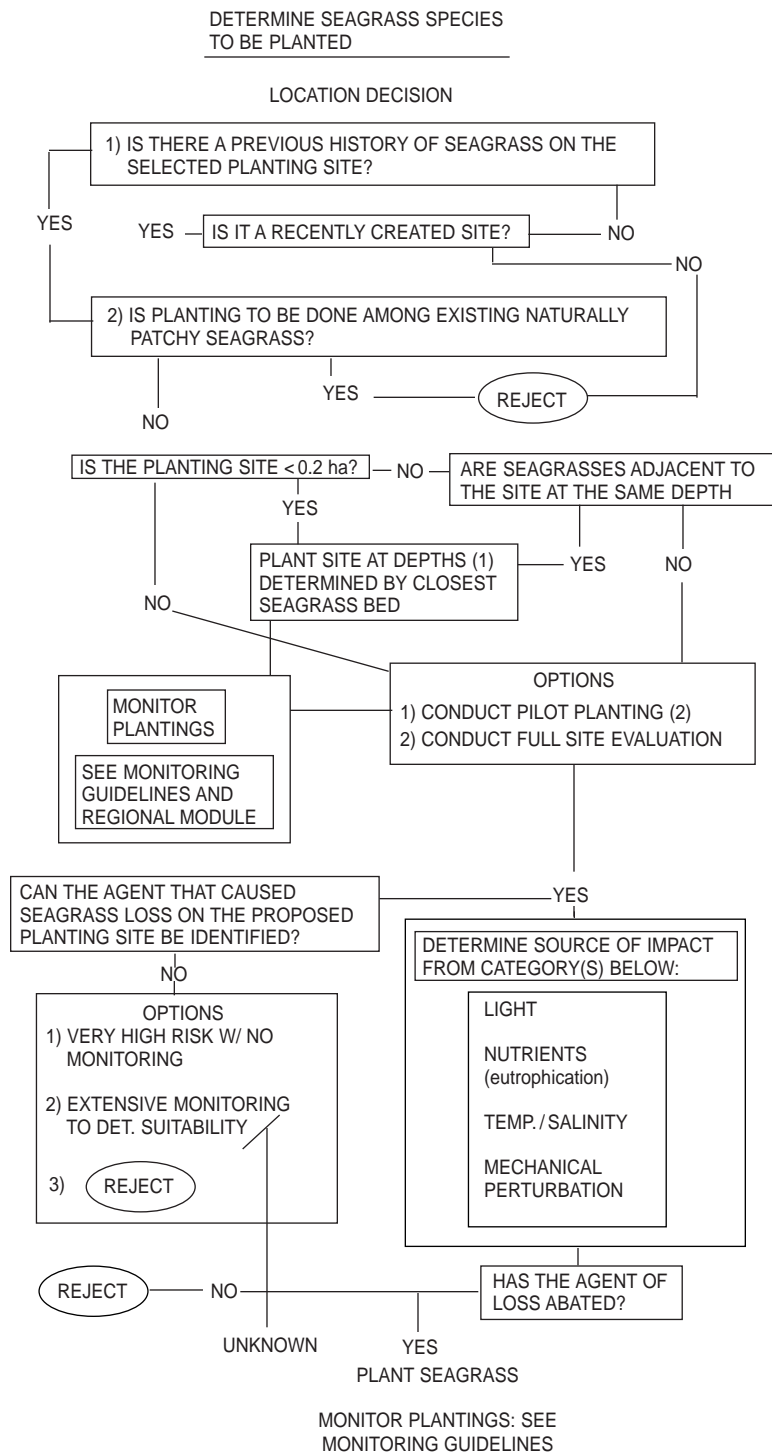 DETERMINE SEAGRASS SPECIES
TO BE PLANTED
LOCATION DECISION
1) IS THERE A PREVIOUS HISTORY OF SEAGRASS ON THE
SELECTED PLANTING SITE?
YES
YES
IS IT A RECENTLY CREATED SITE?
NO
NO
2) IS PLANTING TO BE DONE AMONG EXISTING NATURALLY
PATCHY SEAGRASS?
YES
REJECT
NO
IS THE PLANTING SITE <0.2 ha?
NO
ARE SEAGRASSES ADJACENT TO
THE SITE AT THE SAME DEPTH
YES
PLANT SITE AT DEPTHS (1)
DETERMINED BY CLOSEST
SEAGRASS BED
YES
NO
NO
OPTIONS
1) CONDUCT PILOT PLANTING (2)
2) CONDUCT FULL SITE EVALUATION
MONITOR
PLANTINGS
SEE MONITORING
GUIDELINES AND
REGIONAL MODULE
CAN THE AGENT THAT CAUSED
SEAGRASS LOSS ON THE PROPOSED
PLANTING SITE BE IDENTIFIED?
YES
NO
DETERMINE SOURCE OF IMPACT
FROM CATEGORY(S) BELOW:
LIGHT
NUTRIENTS
(eutrophication)
TEMP. / SALINITY
MECHANICAL
PERTURBATION
OPTIONS
1) VERY HIGH RISK W/ NO
MONITORING
2) EXTENSIVE MONITORING
TO DET. SUITABILITY
3) REJECT
REJECT
NO
HAS THE AGENT OF
LOSS ABATED?
UNKNOWN
YES
PLANT SEAGRASS
MONITOR PLANTINGS: SEE
MONITORING GUIDELINES